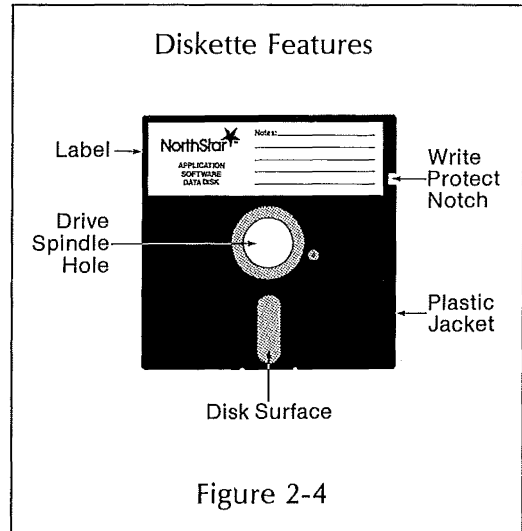 Diskette Features
NorthStar
Notes:
APPLICATION
SOFTWARE
DATA DISK
Label
Write
Protect
Notch
Drive
Spindle
Hole
Plastic
Jacket
Disk Surface
Figure 2-4